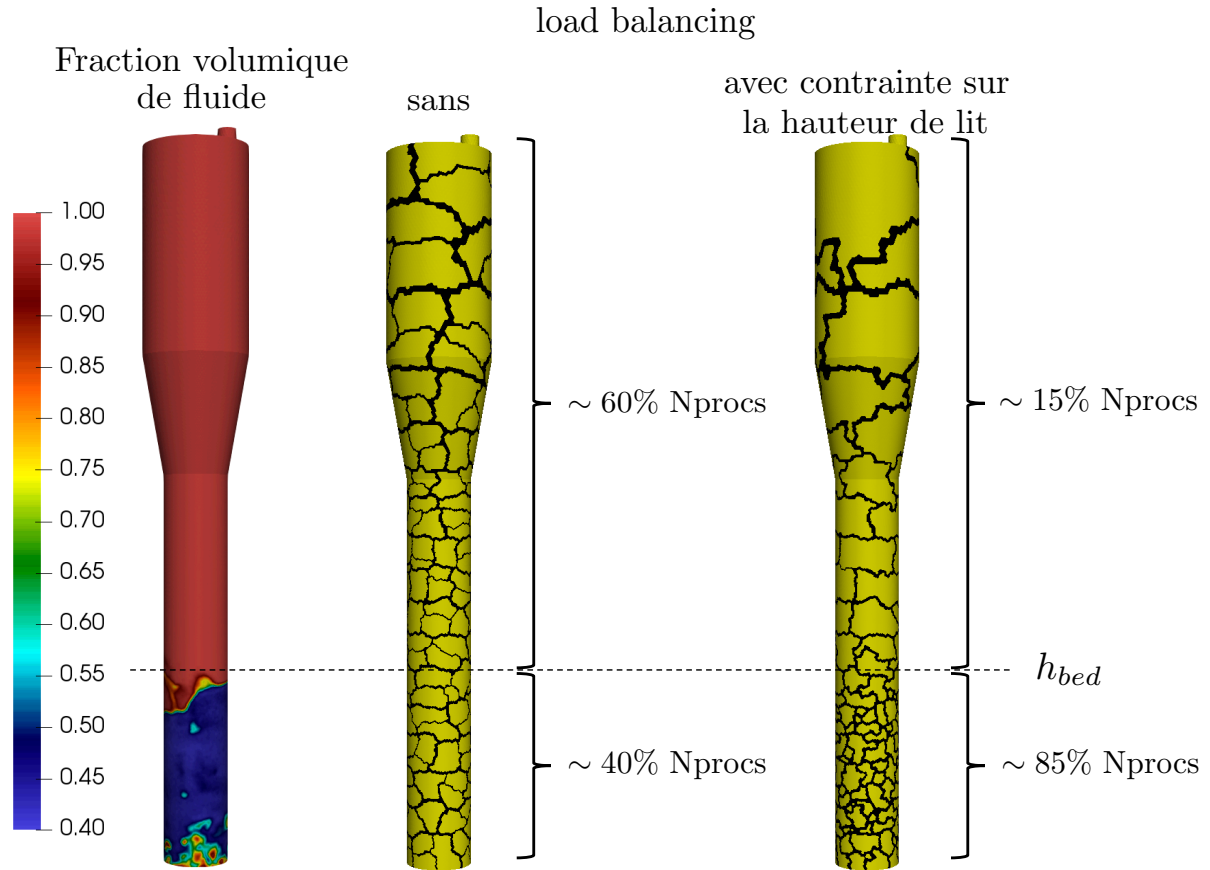 load balancing
Fraction volumique
de fluide
sans
avec contrainte sur
la hauteur de lit
1.00
0.95
0.90
0.85
0.80
0.75
0.70
0.65
0.60
0.55
0.50
0.45
0.40
∼ 60% Nprocs
∼ 15% Nprocs
h_{bed}
∼ 40% Nprocs
∼ 85% Nprocs